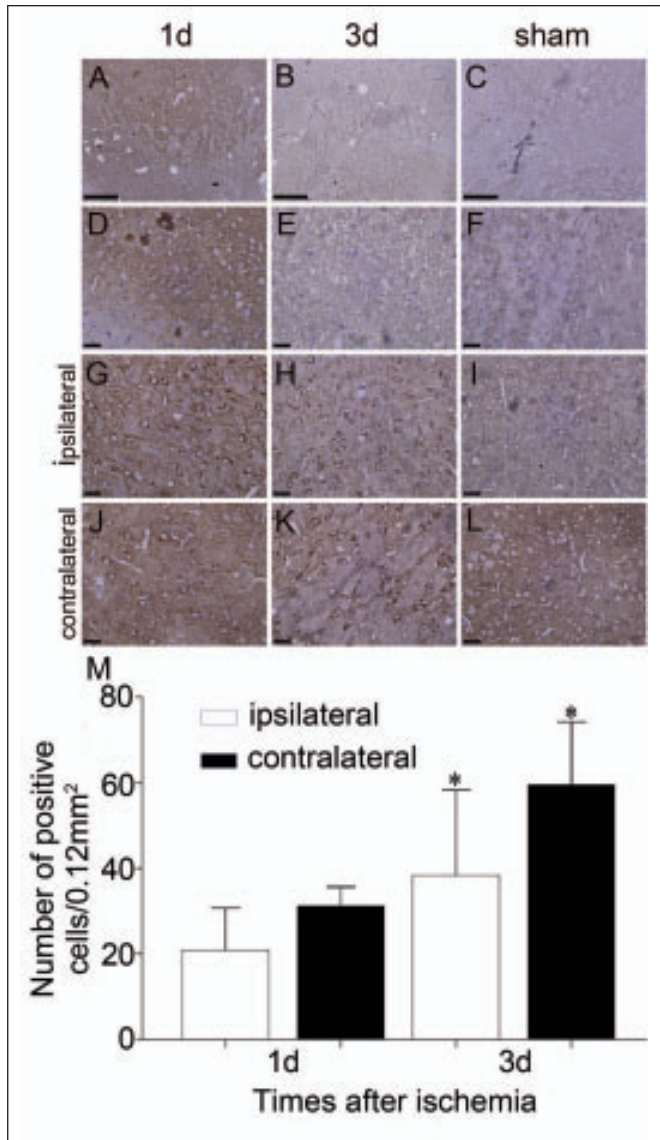 1d 3d sham
A B C
D E F
ipsilateral G H I
contralateral J K L
M
80
60
40
20
0
Number of positive
cells/0.12mm²
ipsilateral
contralateral
*
*
1d 3d
Times after ischemia